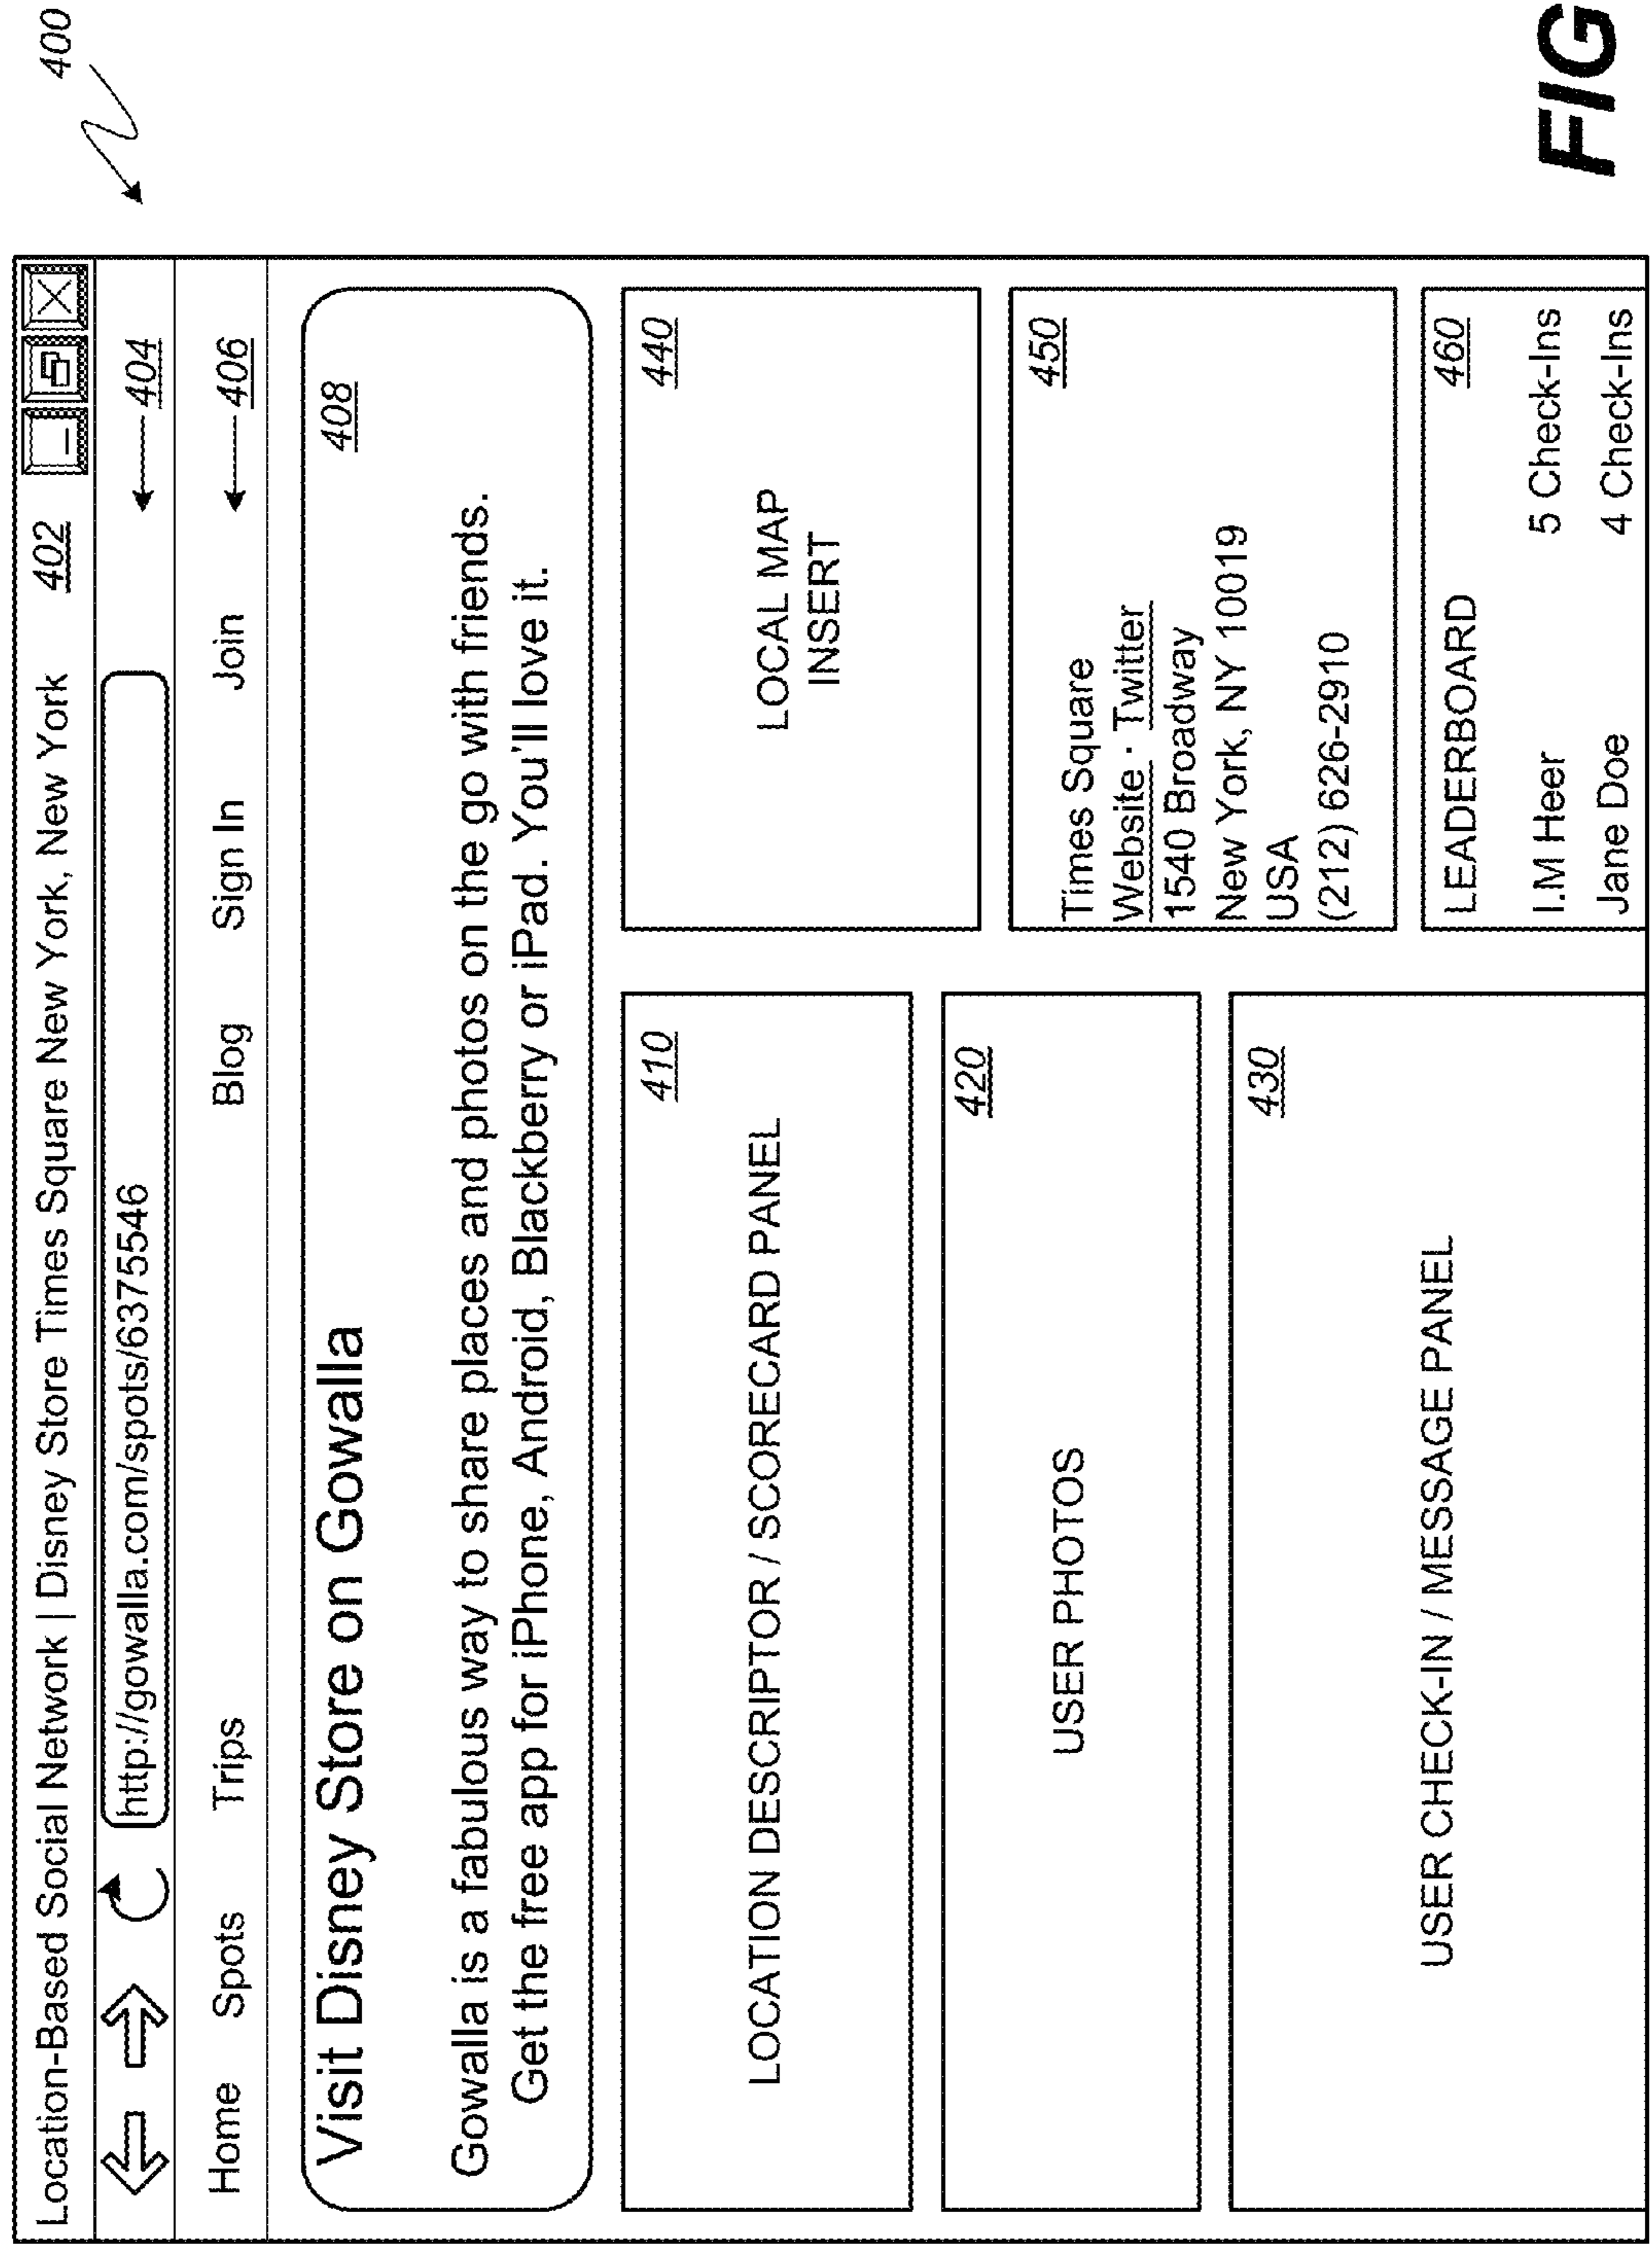 400
Location-Based Social Network | Disney Store Times Square New York, New York 402
http://gowalla.com/spots/6375546 404
Home Spots Trips Blog Sign In Join 406
Visit Disney Store on Gowalla 408
Gowalla is a fabulous way to share places and photos on the go with friends.
Get the free app for iPhone, Android, Blackberry or iPad. You'll love it.
410
LOCATION DESCRIPTOR / SCORECARD PANEL
420
USER PHOTOS
430
USER CHECK-IN / MESSAGE PANEL
440
LOCAL MAP
INSERT
450
Times Square
Website · Twitter
1540 Broadway
New York, NY 10019
USA
(212) 626-2910
LEADERBOARD 460
I.M Heer 5 Check-Ins
Jane Doe 4 Check-Ins
FIG